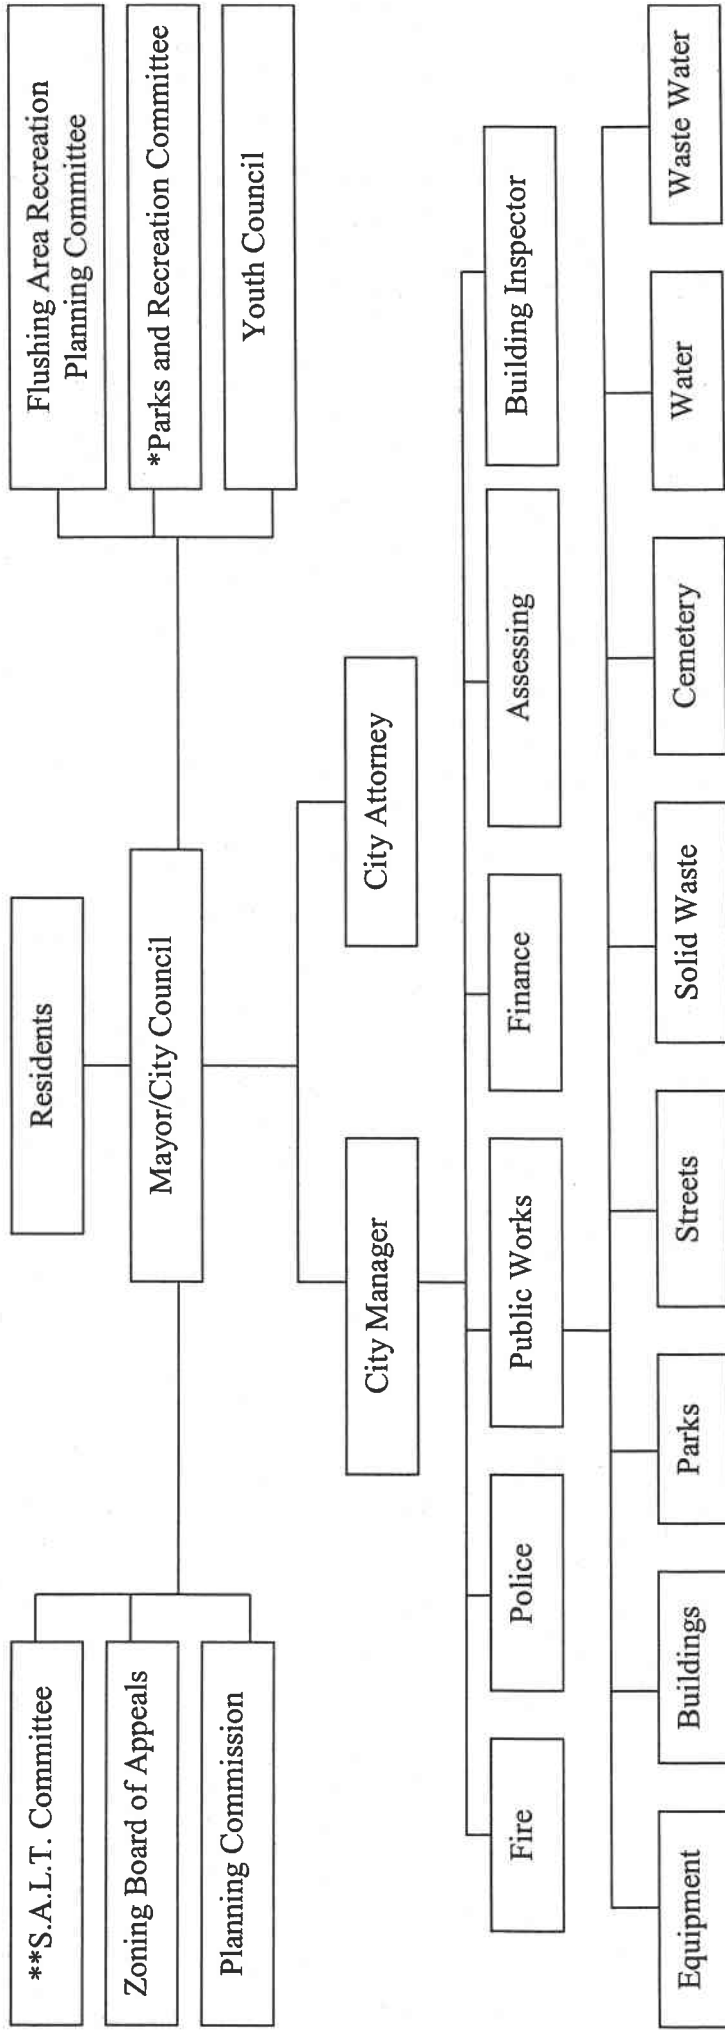 Residents
**S.A.L.T. Committee
Zoning Board of Appeals
Planning Commission
Mayor/City Council
Flushing Area Recreation
Planning Committee
*Parks and Recreation Committee
Youth Council
City Manager
City Attorney
Fire
Police
Public Works
Finance
Assessing
Building Inspector
Equipment
Buildings
Parks
Streets
Solid Waste
Cemetery
Water
Waste Water